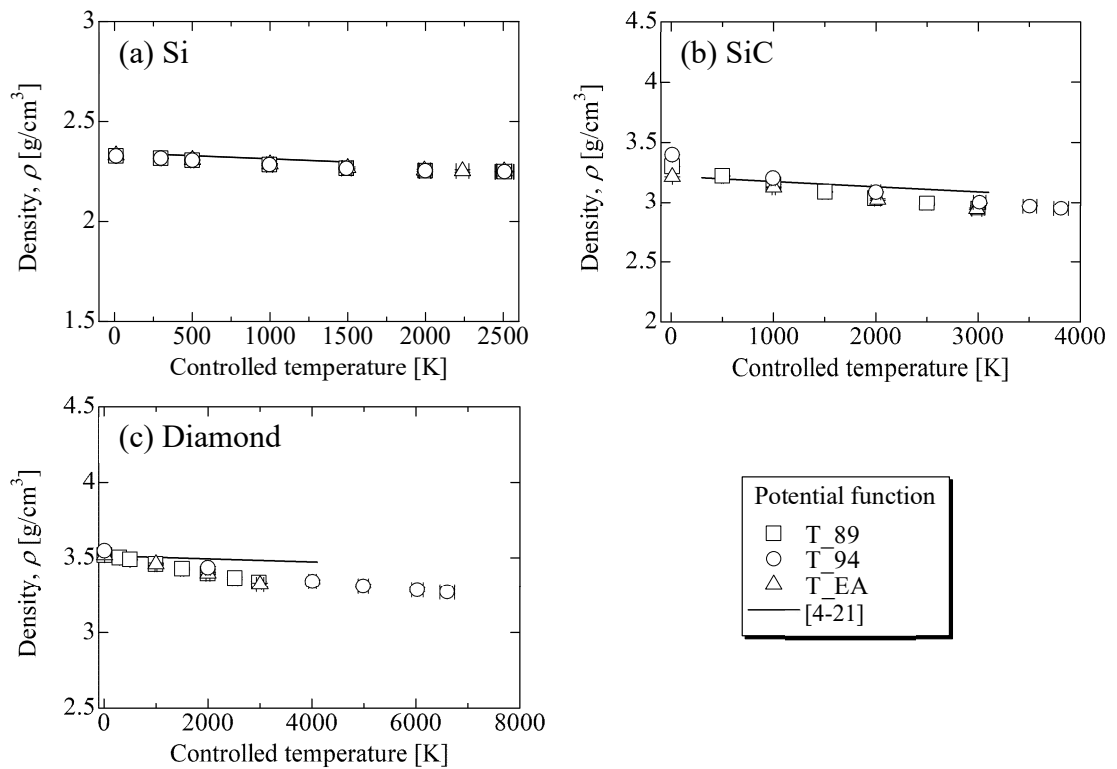 (a) Si
3
2.5
2
1.5
Density, ρ [g/cm³]
0 500 1000 1500 2000 2500
Controlled temperature [K]
(b) SiC
4.5
4
3.5
3
2.5
2
Density, ρ [g/cm³]
0 1000 2000 3000 4000
Controlled temperature [K]
(c) Diamond
4.5
4
3.5
3
2.5
Density, ρ [g/cm³]
0 2000 4000 6000 8000
Controlled temperature [K]
Potential function
T_89
T_94
T_EA
[4-21]